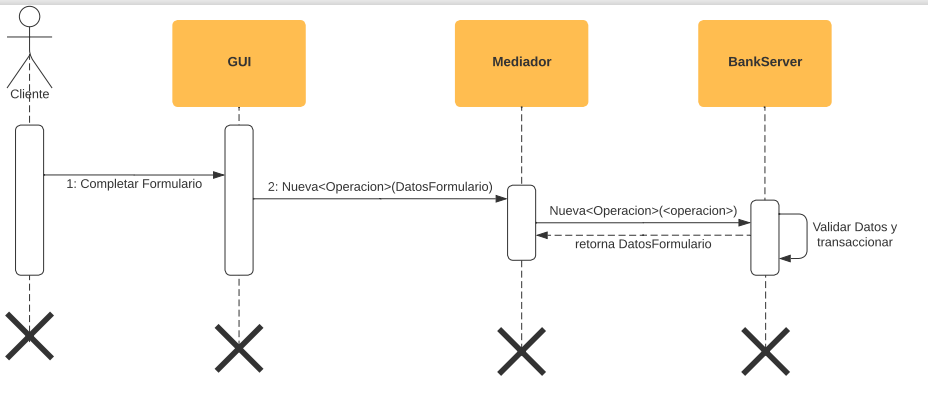 GUI
Mediador
BankServer
Cliente
1: Completar Formulario
2: Nueva<Operacion>(DatosFormulario)
Nueva<Operacion>(<operacion>)
retorna DatosFormulario
Validar Datos y
transaccionar